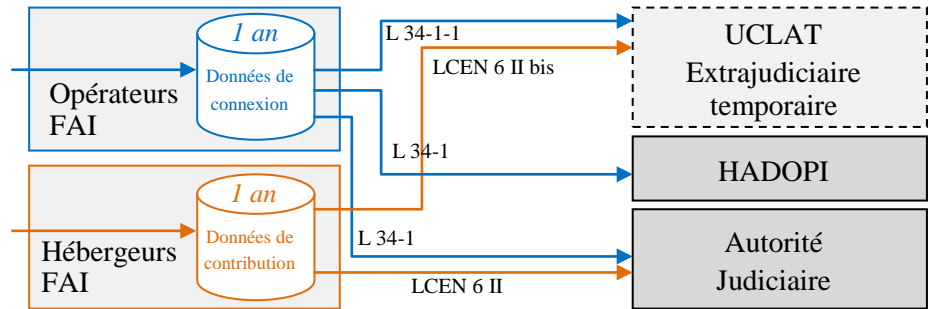 1 an
Données de
connexion
Opérateurs
FAI
L 34-1-1
LCEN 6 II bis
UCLAT
Extrajudiciaire
temporaire
L 34-1
HADOPI
1 an
Données de
contribution
Hébergeurs
FAI
L 34-1
LCEN 6 II
Autorité
Judiciaire